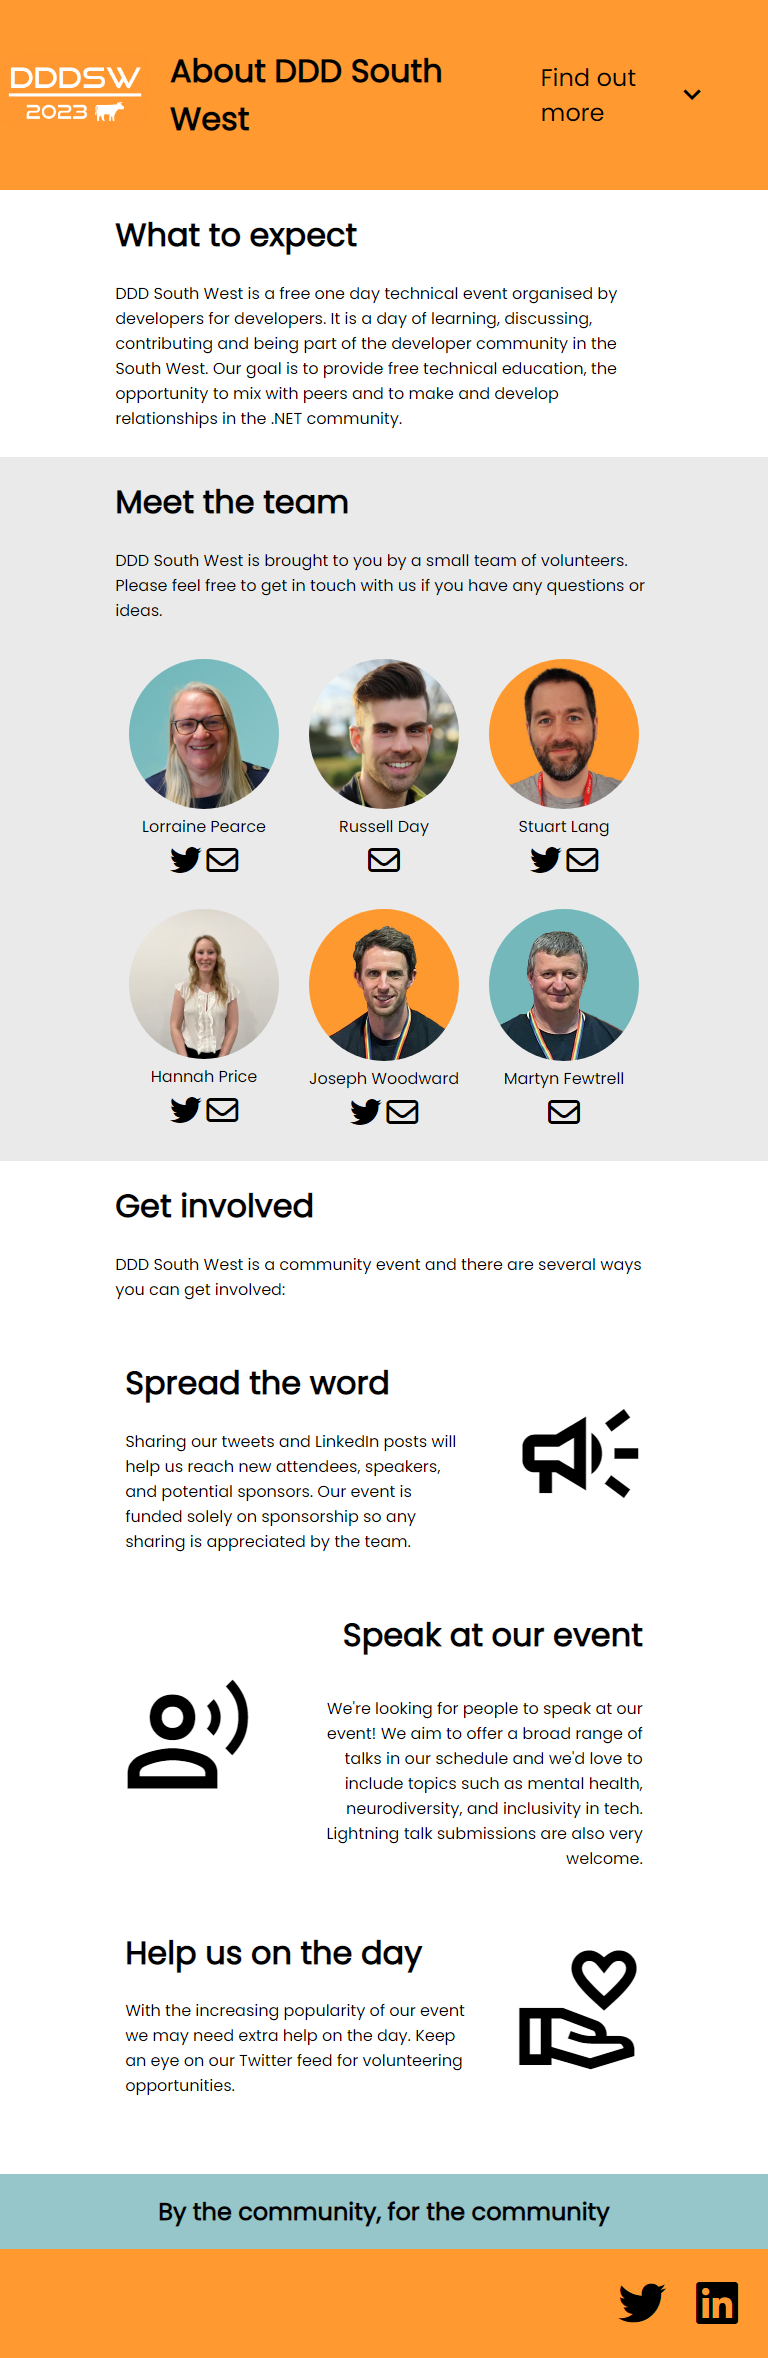 DDDSW
2023
About DDD South
West
Find out
more
What to expect
DDD South West is a free one day technical event organised by
developers for developers. It is a day of learning, discussing,
contributing and being part of the developer community in the
South West. Our goal is to provide free technical education, the
opportunity to mix with peers and to make and develop
relationships in the .NET community.
Meet the team
DDD South West is brought to you by a small team of volunteers.
Please feel free to get in touch with us if you have any questions or
ideas.
Lorraine Pearce
Russell Day
Stuart Lang
Hannah Price
Joseph Woodward
Martyn Fewtrell
Get involved
DDD South West is a community event and there are several ways
you can get involved:
Spread the word
Sharing our tweets and LinkedIn posts will
help us reach new attendees, speakers,
and potential sponsors. Our event is
funded solely on sponsorship so any
sharing is appreciated by the team.
Speak at our event
We're looking for people to speak at our
event! We aim to offer a broad range of
talks in our schedule and we'd love to
include topics such as mental health,
neurodiversity, and inclusivity in tech.
Lightning talk submissions are also very
welcome.
Help us on the day
With the increasing popularity of our event
we may need extra help on the day. Keep
an eye on our Twitter feed for volunteering
opportunities.
By the community, for the community
in